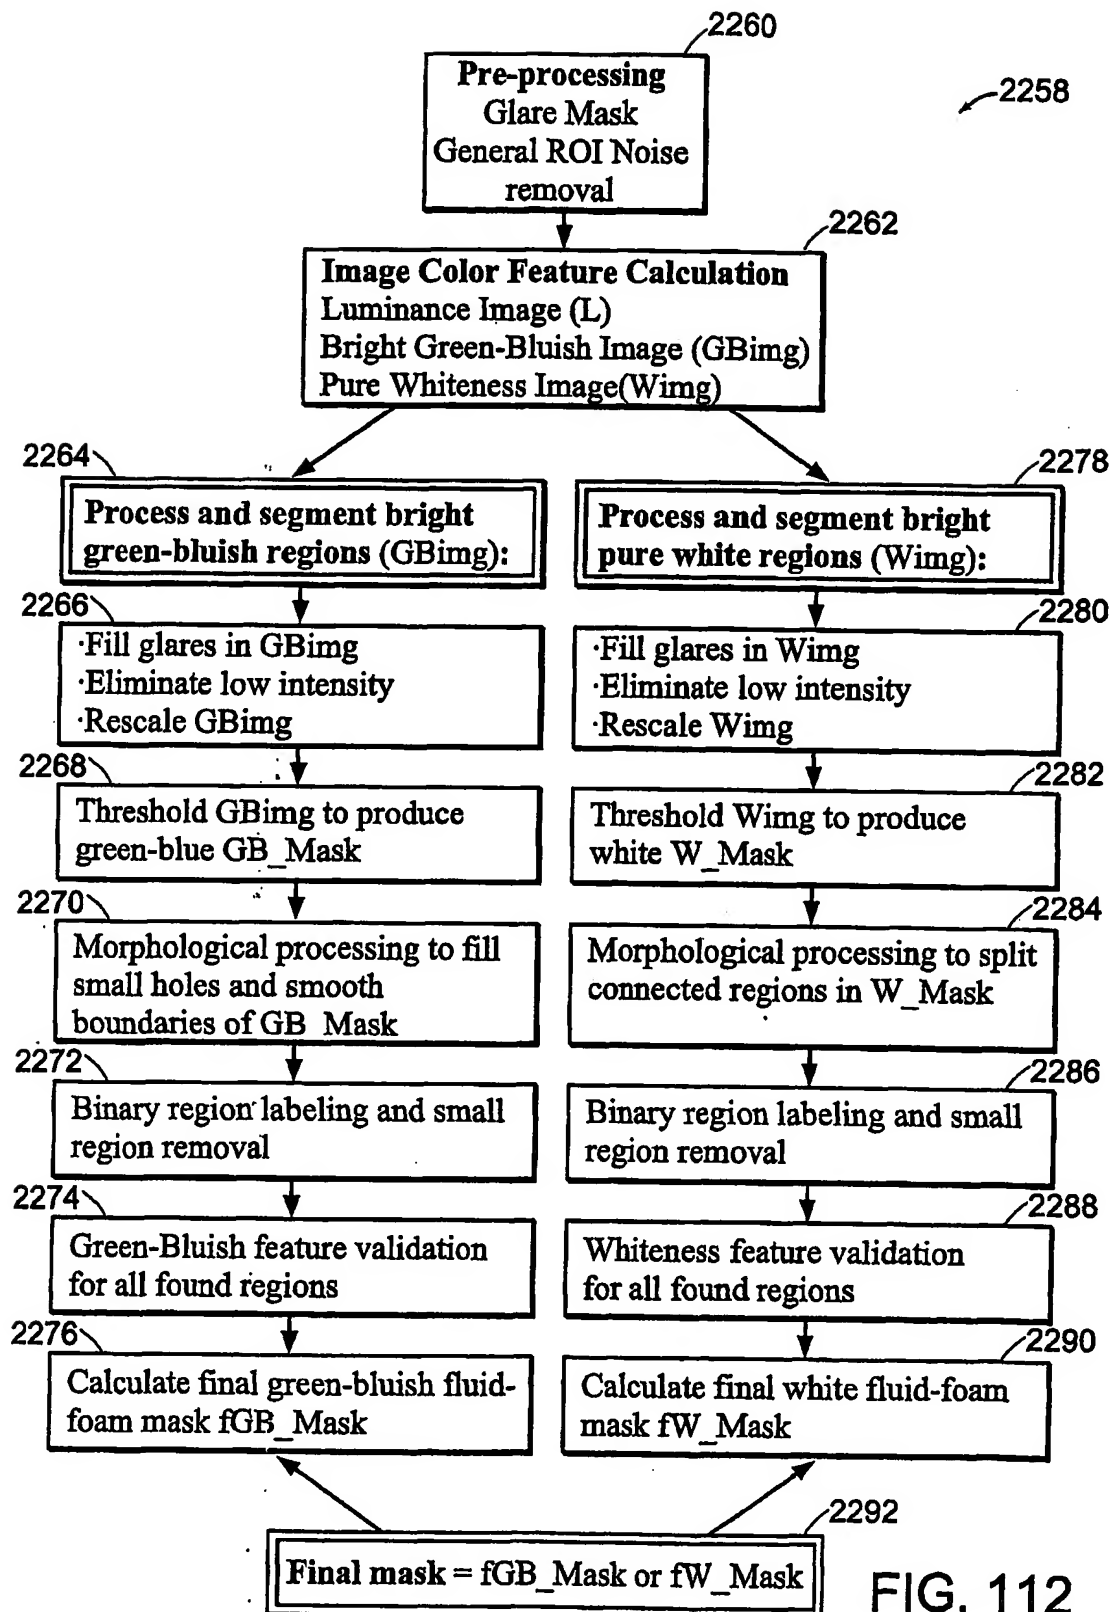 2260
Pre-processing
Glare Mask
General ROI Noise
removal
2258
2262
Image Color Feature Calculation
Luminance Image (L)
Bright Green-Bluish Image (GBimg)
Pure Whiteness Image(Wimg)
2264
Process and segment bright
green-bluish regions (GBimg):
2278
Process and segment bright
pure white regions (Wimg):
2266
·Fill glares in GBimg
·Eliminate low intensity
·Rescale GBimg
2280
·Fill glares in Wimg
·Eliminate low intensity
·Rescale Wimg
2268
Threshold GBimg to produce
green-blue GB_Mask
2282
Threshold Wimg to produce
white W_Mask
2270
Morphological processing to fill
small holes and smooth
boundaries of GB_Mask
2284
Morphological processing to split
connected regions in W_Mask
2272
Binary region labeling and small
region removal
2286
Binary region labeling and small
region removal
2274
Green-Bluish feature validation
for all found regions
2288
Whiteness feature validation
for all found regions
2276
Calculate final green-bluish fluid-
foam mask fGB_Mask
2290
Calculate final white fluid-foam
mask fW_Mask
2292
Final mask = fGB_Mask or fW_Mask
FIG. 112